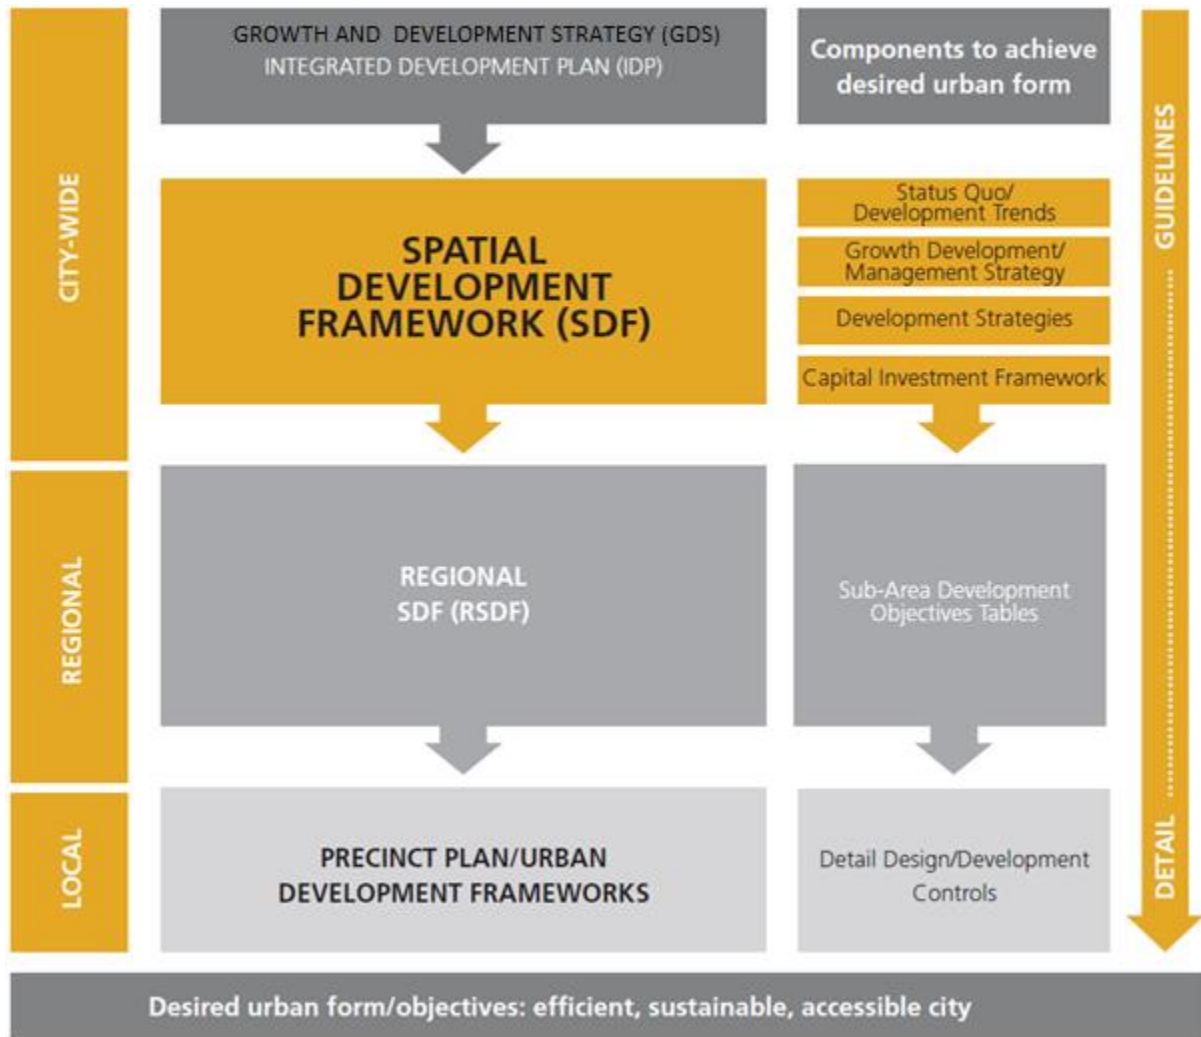 GROWTH AND DEVELOPMENT STRATEGY (GDS)
INTEGRATED DEVELOPMENT PLAN (IDP)
Components to achieve
desired urban form
CITY-WIDE
SPATIAL
DEVELOPMENT
FRAMEWORK (SDF)
Status Quo/
Development Trends
Growth Development/
Management Strategy
Development Strategies
Capital Investment Framework
GUIDELINES
REGIONAL
REGIONAL
SDF (RSDF)
Sub-Area Development
Objectives Tables
LOCAL
PRECINCT PLAN/URBAN
DEVELOPMENT FRAMEWORKS
Detail Design/Development
Controls
DETAIL
Desired urban form/objectives: efficient, sustainable, accessible city